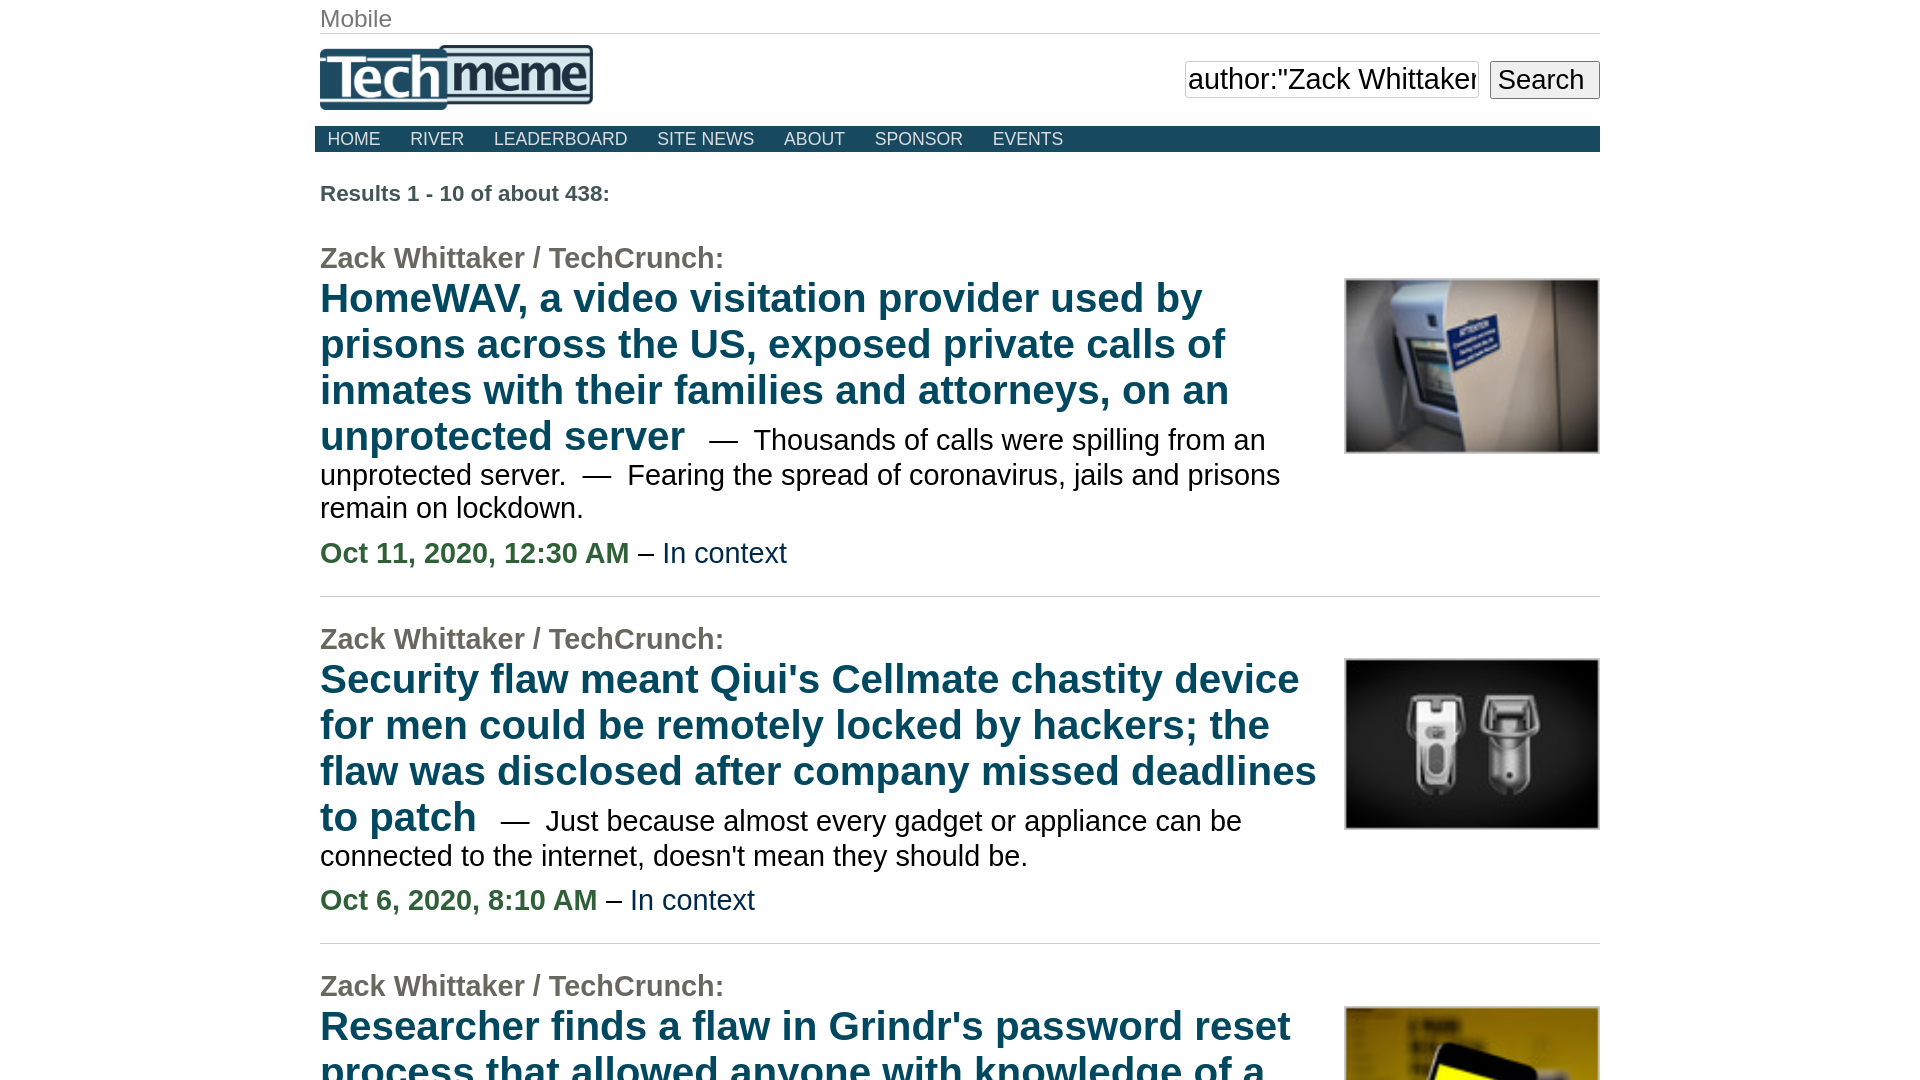 Mobile
Techmeme
author:"Zack Whittaker
Search
HOME RIVER LEADERBOARD SITE NEWS ABOUT SPONSOR EVENTS
Results 1 - 10 of about 438:
Zack Whittaker / TechCrunch:
HomeWAV, a video visitation provider used by
prisons across the US, exposed private calls of
inmates with their families and attorneys, on an
unprotected server — Thousands of calls were spilling from an
unprotected server. — Fearing the spread of coronavirus, jails and prisons
remain on lockdown.
ATTENTION
Oct 11, 2020, 12:30 AM – In context
Zack Whittaker / TechCrunch:
Security flaw meant Qiui's Cellmate chastity device
for men could be remotely locked by hackers; the
flaw was disclosed after company missed deadlines
to patch — Just because almost every gadget or appliance can be
connected to the internet, doesn't mean they should be.
Oct 6, 2020, 8:10 AM – In context
Zack Whittaker / TechCrunch:
Researcher finds a flaw in Grindr's password reset
process that allowed anyone with knowledge of a